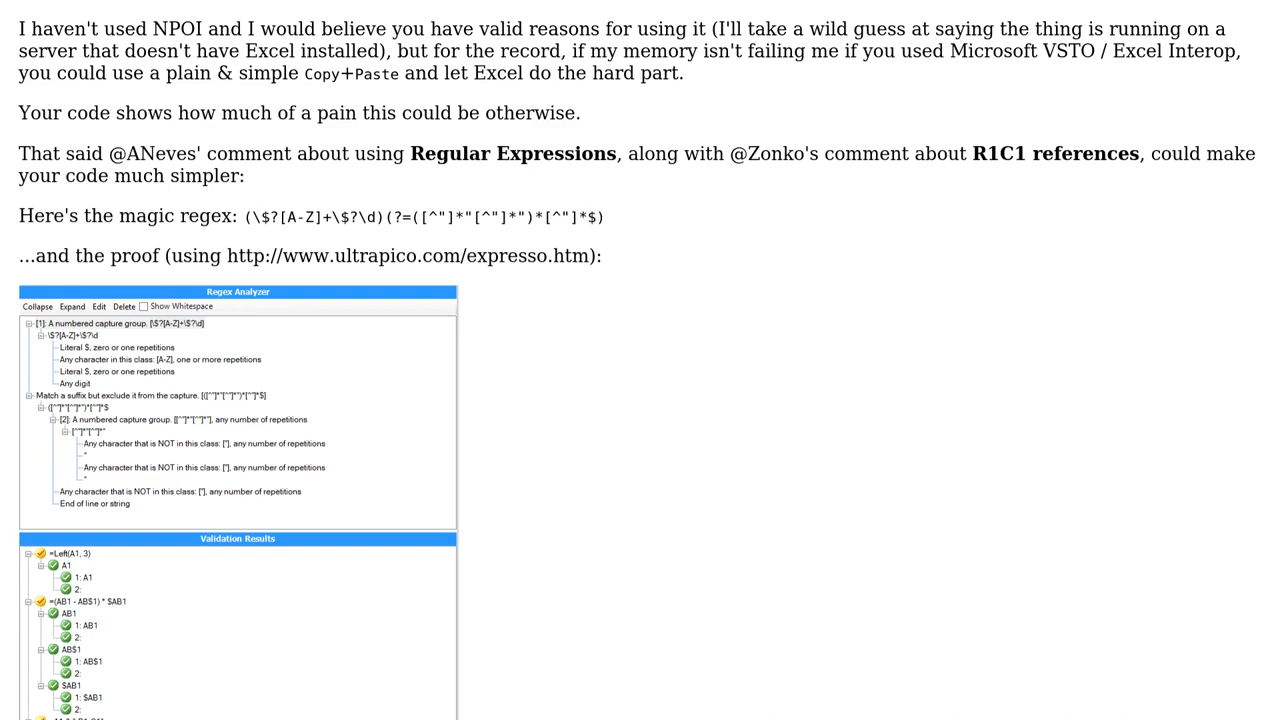 I haven't used NPOI and I would believe you have valid reasons for using it (I'll take a wild guess at saying the thing is running on a
server that doesn't have Excel installed), but for the record, if my memory isn't failing me if you used Microsoft VSTO / Excel Interop,
you could use a plain & simple Copy+Paste and let Excel do the hard part.
Your code shows how much of a pain this could be otherwise.
That said @ANeves' comment about using Regular Expressions, along with @Zonko's comment about R1C1 references, could make
your code much simpler:
Here's the magic regex: (\$?[A-Z]+\$?\d)(?=([^"]*"[^"]*")*[^"]*$)
...and the proof (using http://www.ultrapico.com/expresso.htm):
Regex Analyzer
Collapse Expand Edit Delete Show Whitespace
[1]: A numbered capture group. [\$?[A-Z]+\$?\d]
\$?[A-Z]+\$?\d
Literal $, zero or one repetitions
Any character in this class: [A-Z], one or more repetitions
Literal $, zero or one repetitions
Any digit
Match a suffix but exclude it from the capture. [([^"]*"[^"]*")*[^"]*$]
([^"]*"[^"]*")*[^"]*$
[2]: A numbered capture group. [[^"]*"[^"]*"], any number of repetitions
[^"]*"[^"]*"
Any character that is NOT in this class: ["], any number of repetitions
"
Any character that is NOT in this class: ["], any number of repetitions
"
Any character that is NOT in this class: ["], any number of repetitions
End of line or string
Validation Results
=Left(A1, 3)
A1
1: A1
2:
=(AB1 - AB$1) * $AB1
AB1
1: AB1
2:
AB$1
1: AB$1
2:
$AB1
1: $AB1
2: